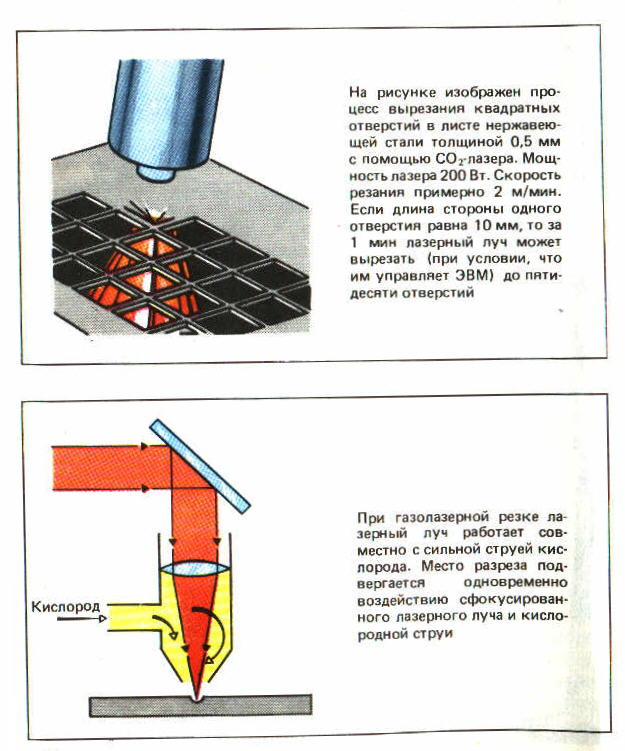 На рисунке изображен про-
цесс вырезания квадратных
отверстий в листе нержавею-
щей стали толщиной 0,5 мм
с помощью CO₂-лазера. Мощ-
ность лазера 200 Вт. Скорость
резания примерно 2 м/мин.
Если длина стороны одного
отверстия равна 10 мм, то за
1 мин лазерный луч может
вырезать (при условии, что
им управляет ЭВМ) до пяти-
десяти отверстий
При газолазерной резке ла-
зерный луч работает сов-
местно с сильной струей кис-
лорода. Место разреза под-
вергается одновременно
воздействию сфокусирован-
ного лазерного луча и кисло-
родной струи
Кислород